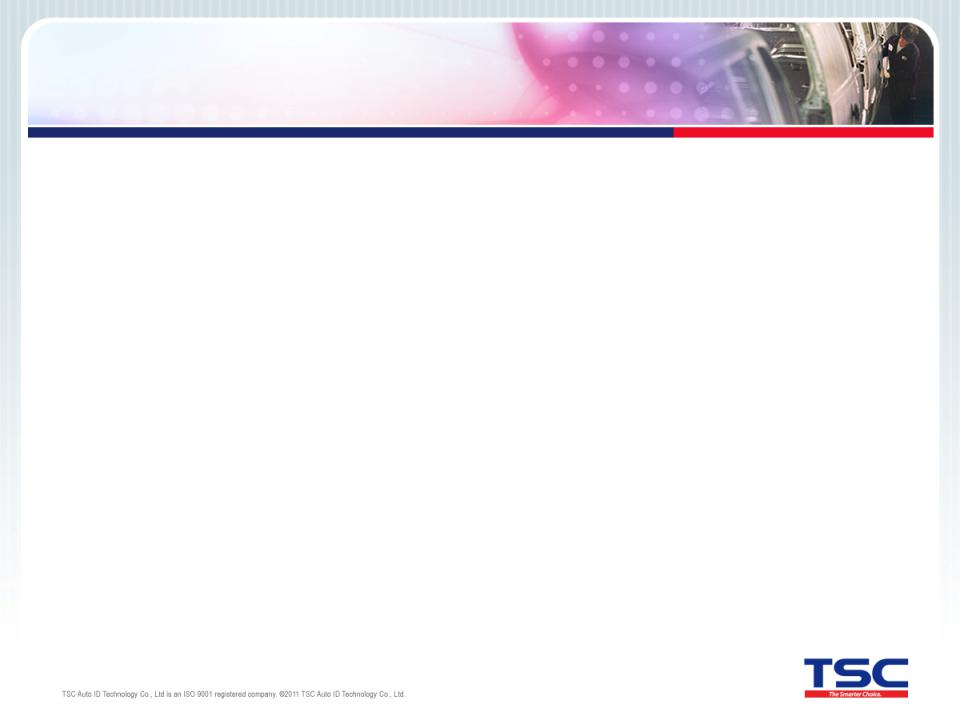 TSC Auto ID Technology Co., Ltd is an ISO 9001 registered company. ©2011 TSC Auto ID Technology Co., Ltd.
TSC
The Smarter Choice.